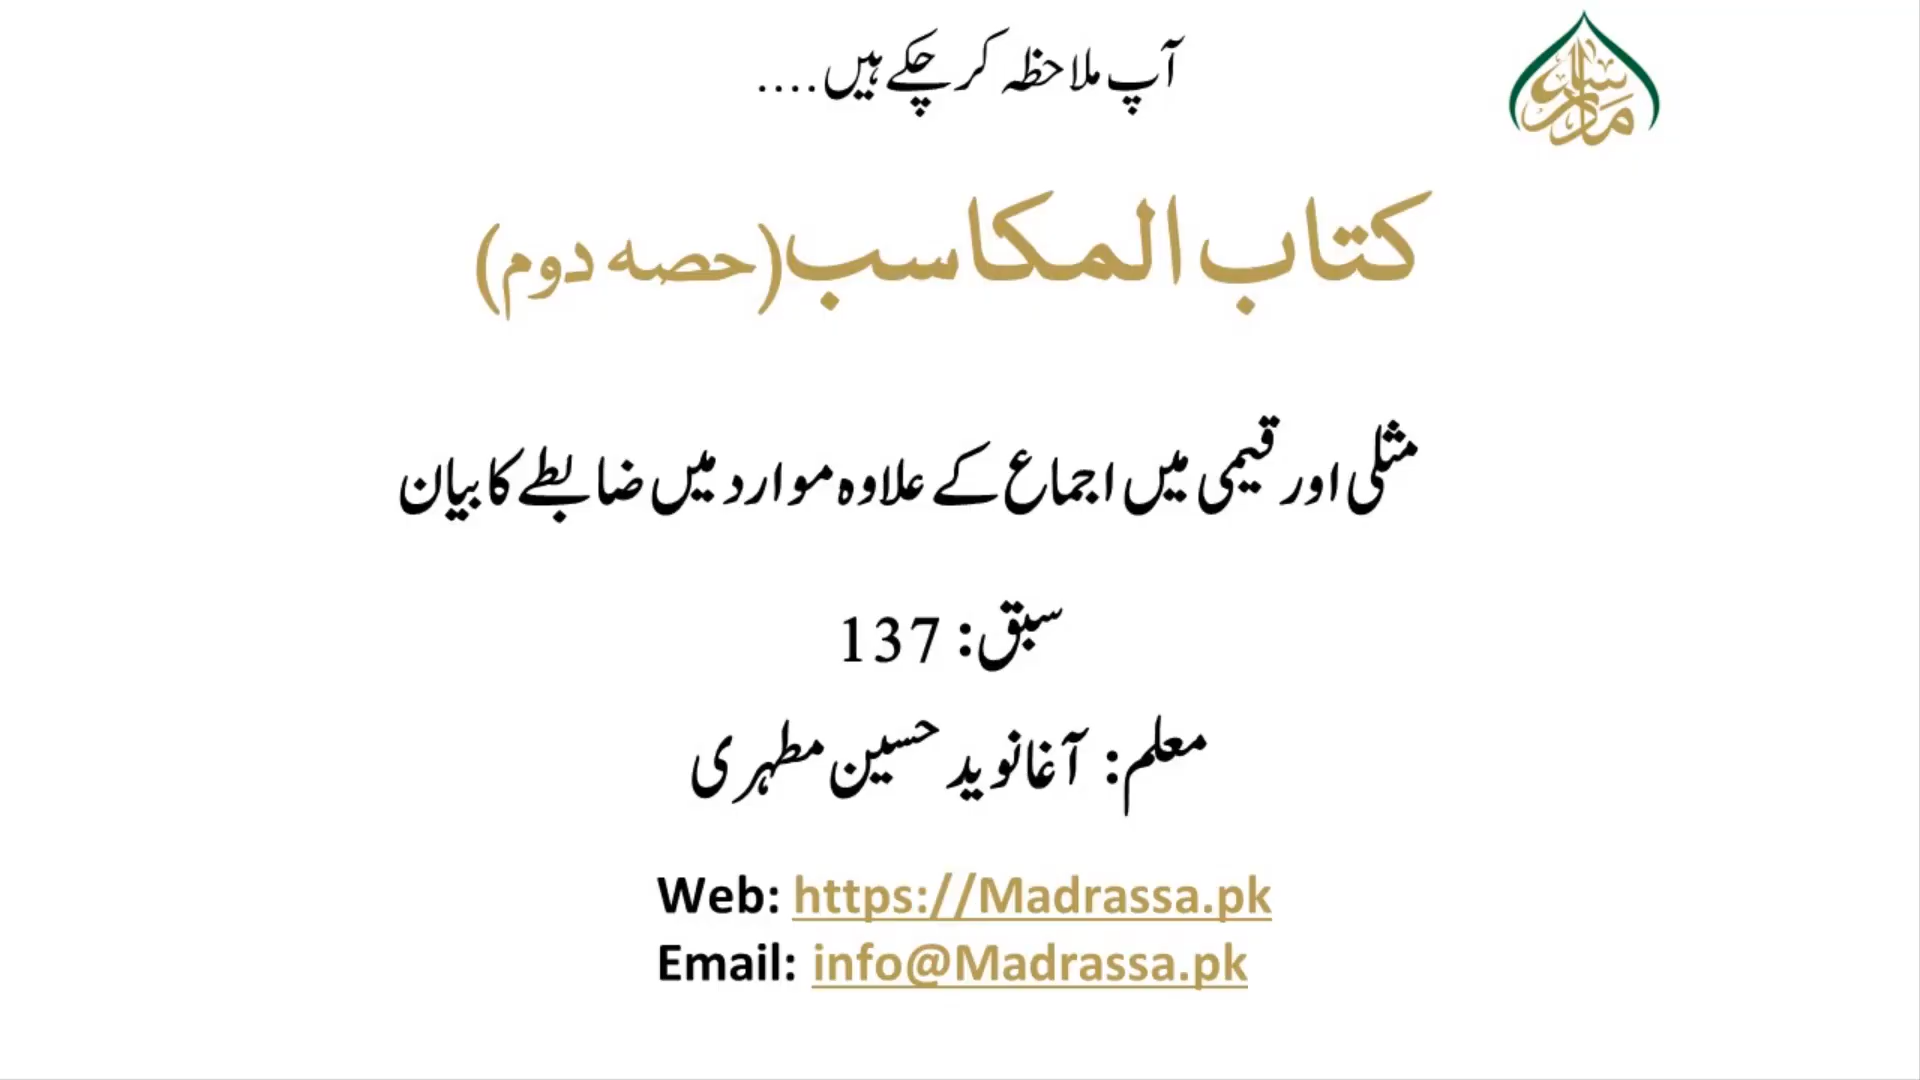 آپ ملاحظہ کر چکے ہیں....
مدرسہ
کتاب المکاسب(حصہ دوم)
مثلی اور قیمی میں اجماع کے علاوہ موارد میں ضابطے کا بیان
سبق: 137
معلم: آغا نوید حسین مطہری
Web: https://Madrassa.pk
Email: info@Madrassa.pk